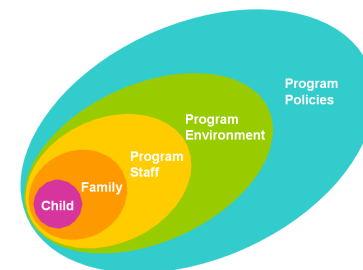 Program
Policies
Program
Environment
Program
Staff
Family
Child